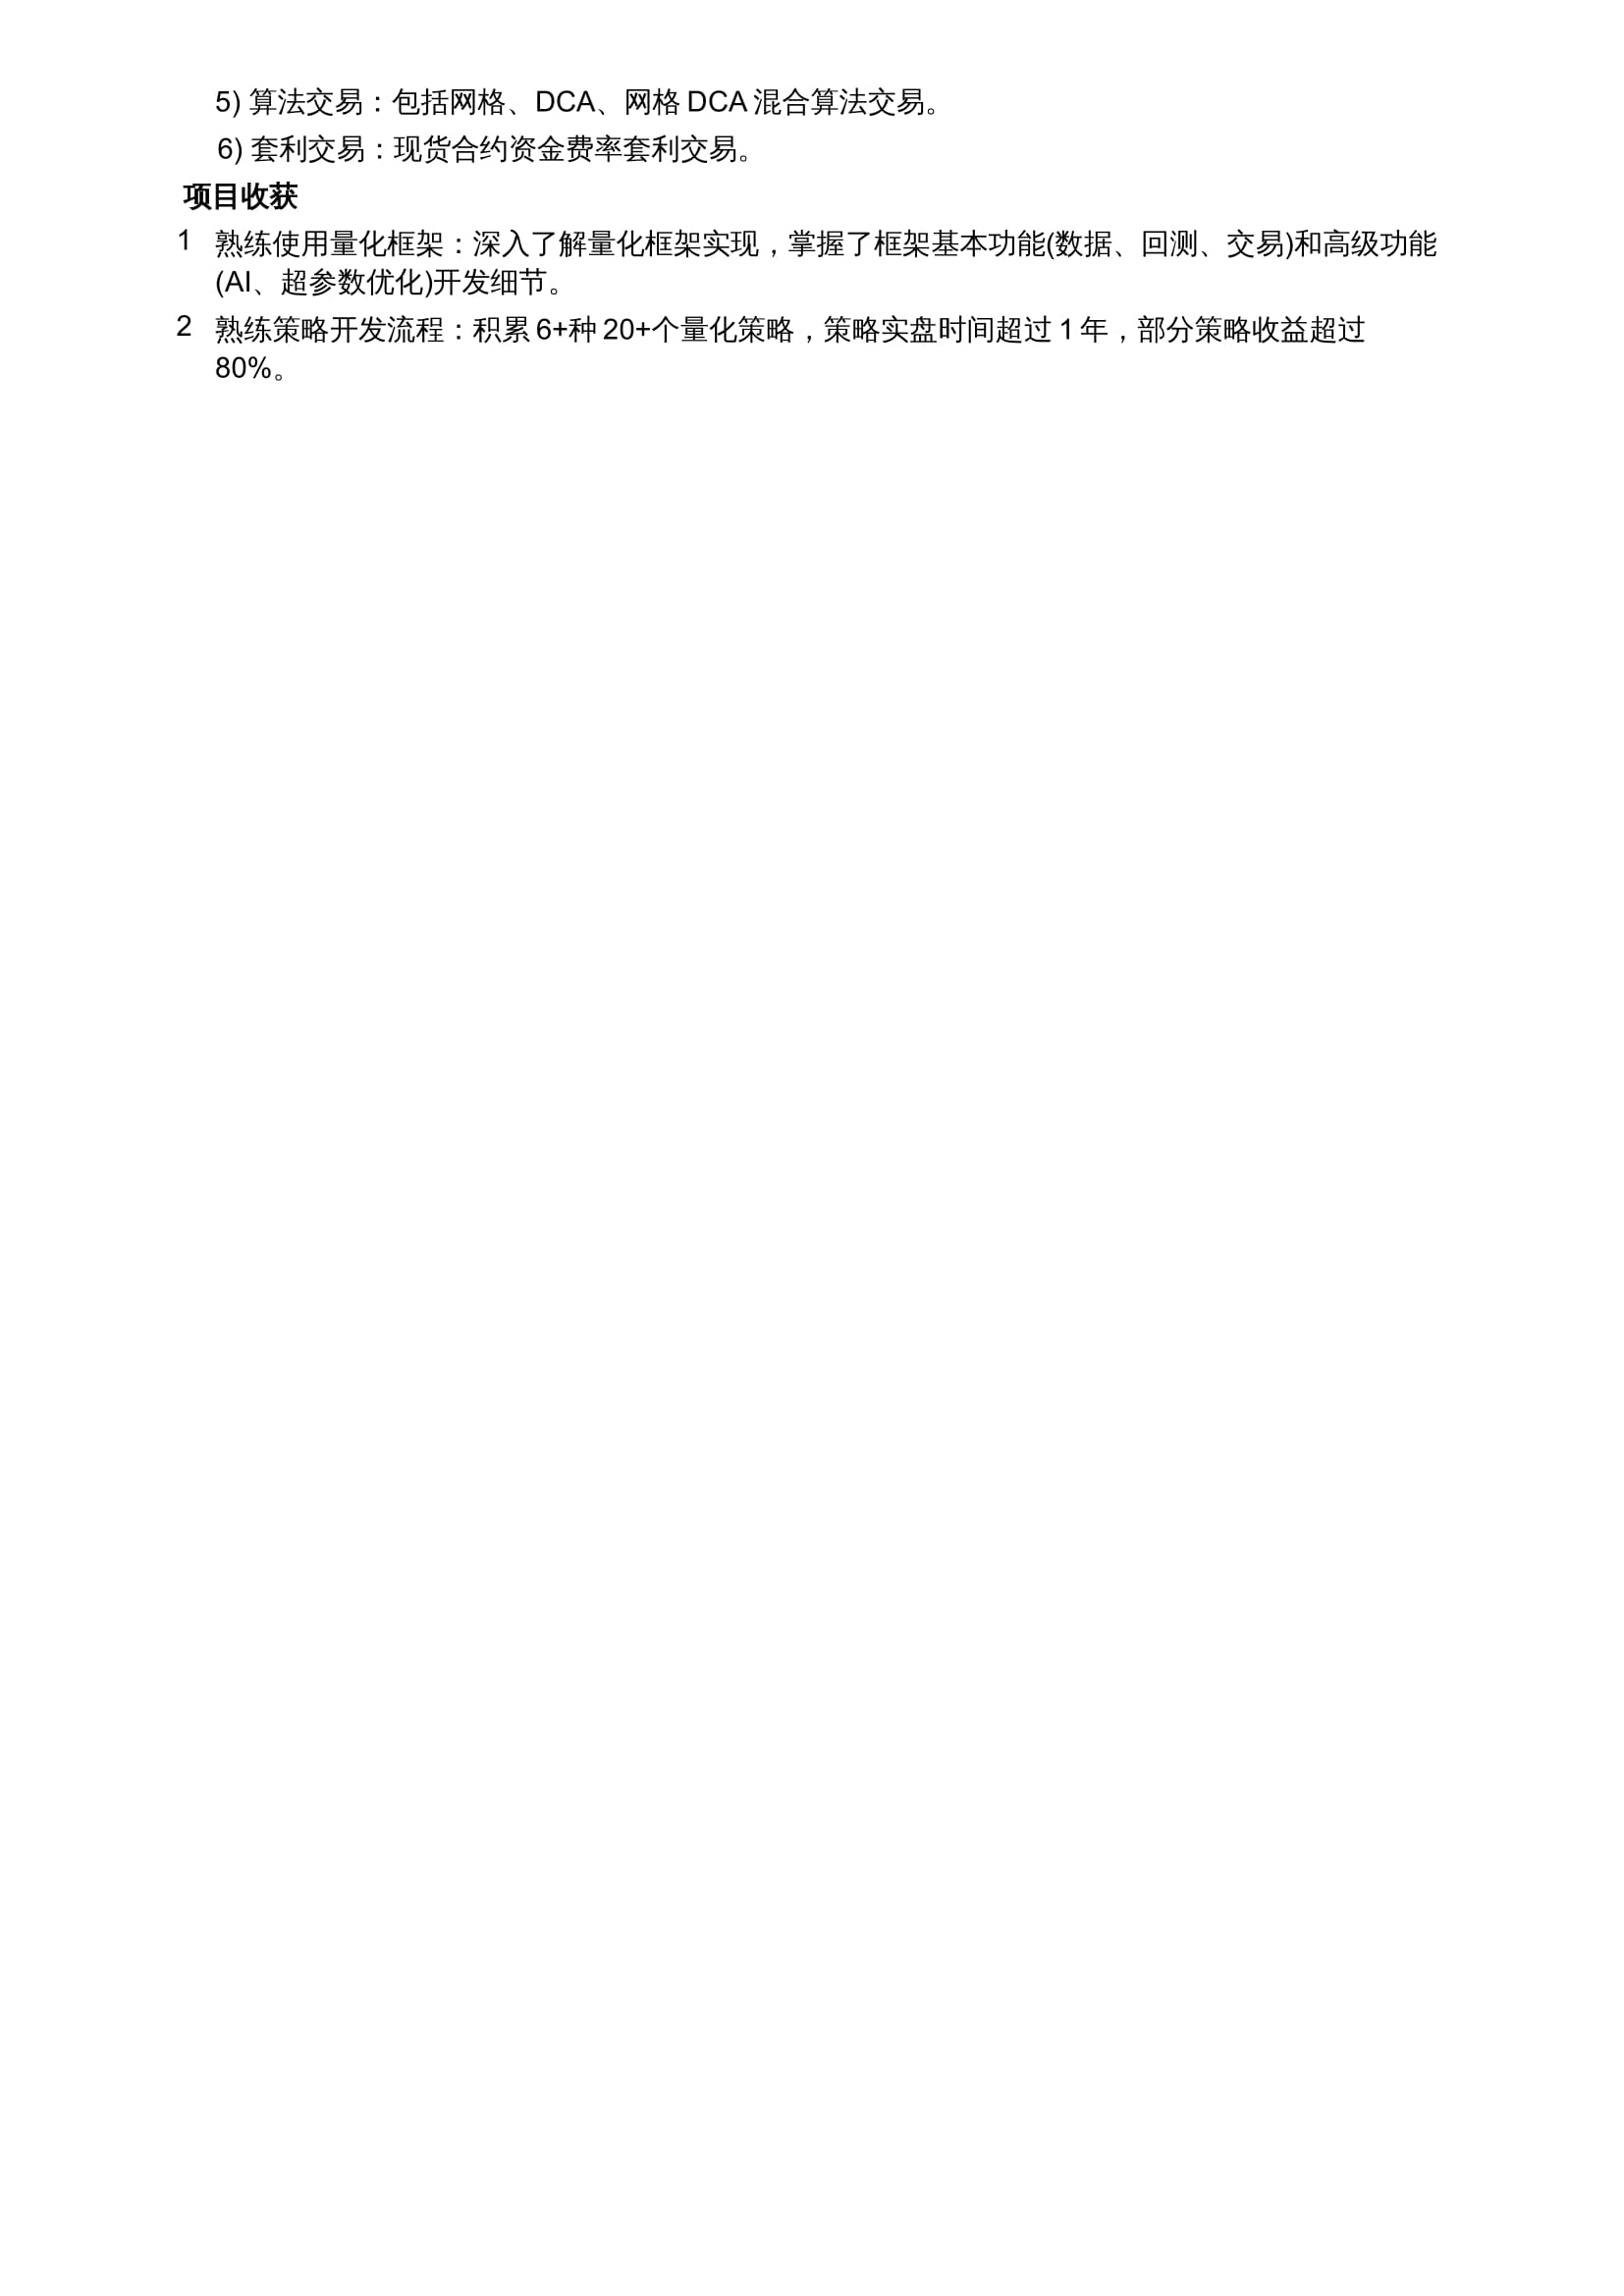 5) 算法交易：包括网格、DCA、网格 DCA 混合算法交易。
6) 套利交易：现货合约资金费率套利交易。
项目收获
1 熟练使用量化框架：深入了解量化框架实现，掌握了框架基本功能(数据、回测、交易)和高级功能
(AI、超参数优化)开发细节。
2 熟练策略开发流程：积累 6+种 20+个量化策略，策略实盘时间超过 1 年，部分策略收益超过
80%。